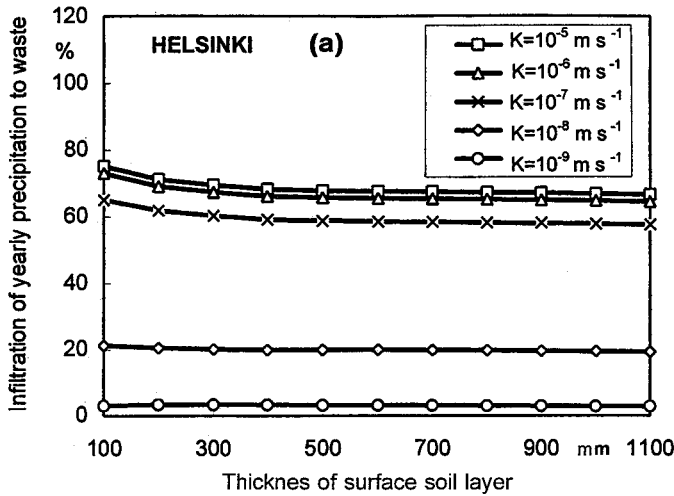 120
%
100
80
60
40
20
0
HELSINKI (a)
K=10⁻⁵ m s⁻¹
K=10⁻⁶ m s⁻¹
K=10⁻⁷ m s⁻¹
K=10⁻⁸ m s⁻¹
K=10⁻⁹ m s⁻¹
Infiltration of yearly precipitation to waste
100 300 500 700 900 mm 1100
Thicknes of surface soil layer